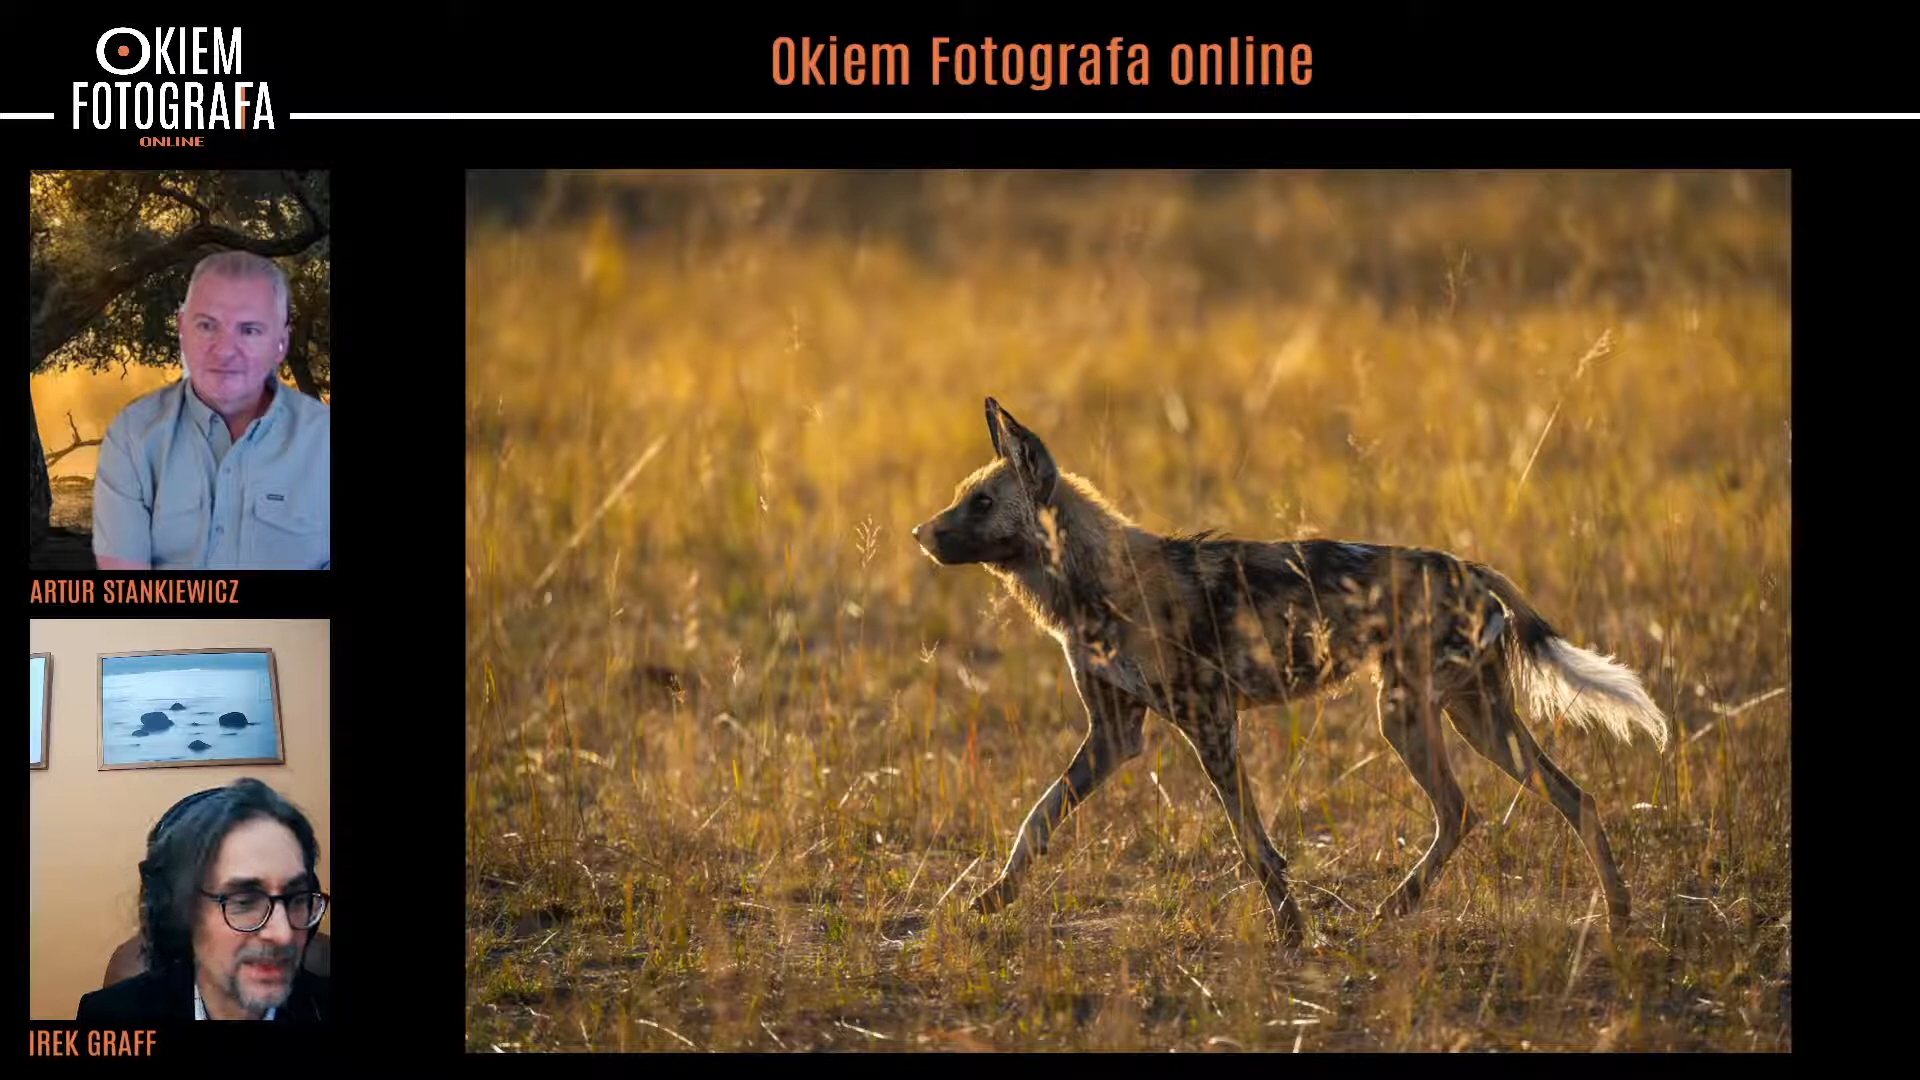 OKIEM
FOTOGRAFA
ONLINE
Okiem Fotografa online
ARTUR STANKIEWICZ
IREK GRAFF